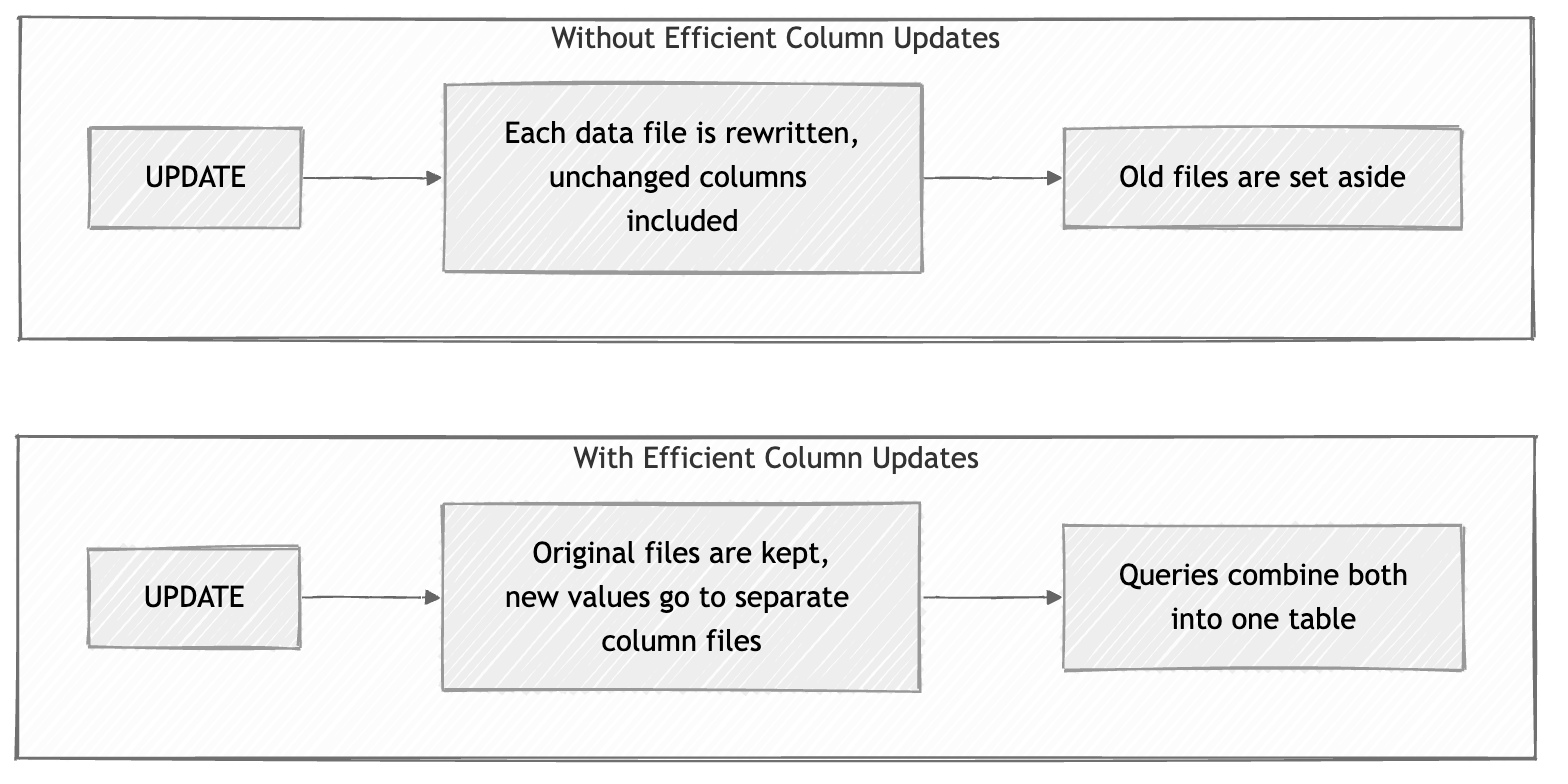 Without Efficient Column Updates
UPDATE
Each data file is rewritten,
unchanged columns
included
Old files are set aside
With Efficient Column Updates
UPDATE
Original files are kept,
new values go to separate
column files
Queries combine both
into one table